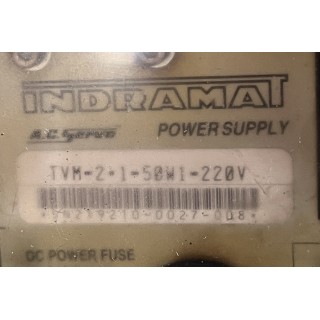 INDRAMAT
A.C. Servo POWER SUPPLY
TVM-2·1-50W1-220V
DC POWER FUSE